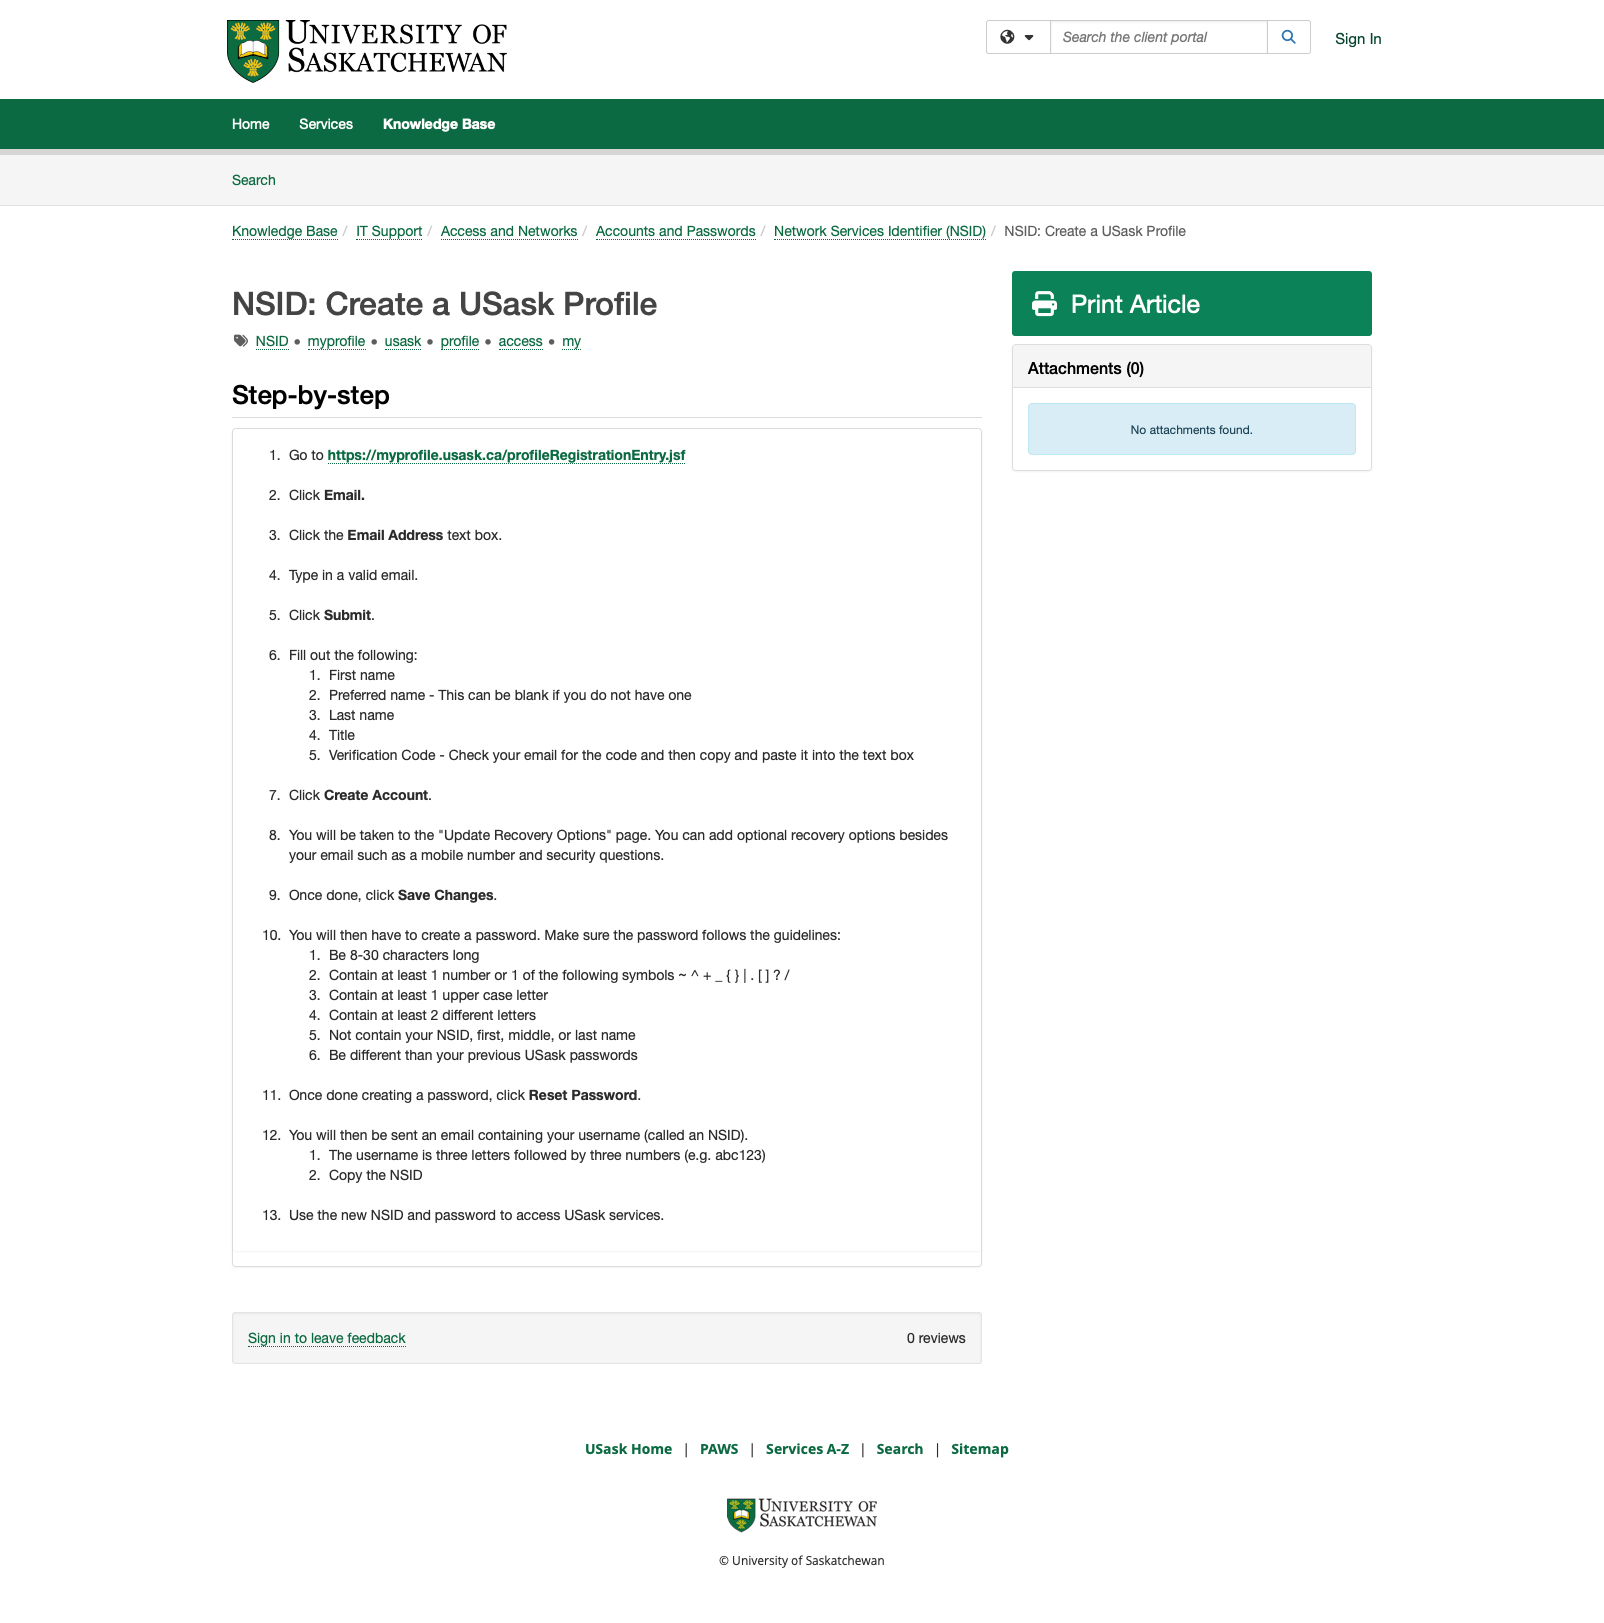 UNIVERSITY OF
SASKATCHEWAN
Search the client portal
Sign In
Home Services Knowledge Base
Search
Knowledge Base / IT Support / Access and Networks / Accounts and Passwords / Network Services Identifier (NSID) / NSID: Create a USask Profile
NSID: Create a USask Profile
NSID • myprofile • usask • profile • access • my
Step-by-step
1. Go to https://myprofile.usask.ca/profileRegistrationEntry.jsf
2. Click Email.
3. Click the Email Address text box.
4. Type in a valid email.
5. Click Submit.
6. Fill out the following:
1. First name
2. Preferred name - This can be blank if you do not have one
3. Last name
4. Title
5. Verification Code - Check your email for the code and then copy and paste it into the text box
7. Click Create Account.
8. You will be taken to the "Update Recovery Options" page. You can add optional recovery options besides
your email such as a mobile number and security questions.
9. Once done, click Save Changes.
10. You will then have to create a password. Make sure the password follows the guidelines:
1. Be 8-30 characters long
2. Contain at least 1 number or 1 of the following symbols ~ ^ + _ { } | . [ ] ? /
3. Contain at least 1 upper case letter
4. Contain at least 2 different letters
5. Not contain your NSID, first, middle, or last name
6. Be different than your previous USask passwords
11. Once done creating a password, click Reset Password.
12. You will then be sent an email containing your username (called an NSID).
1. The username is three letters followed by three numbers (e.g. abc123)
2. Copy the NSID
13. Use the new NSID and password to access USask services.
Sign in to leave feedback
0 reviews
Print Article
Attachments (0)
No attachments found.
USask Home | PAWS | Services A-Z | Search | Sitemap
UNIVERSITY OF
SASKATCHEWAN
© University of Saskatchewan